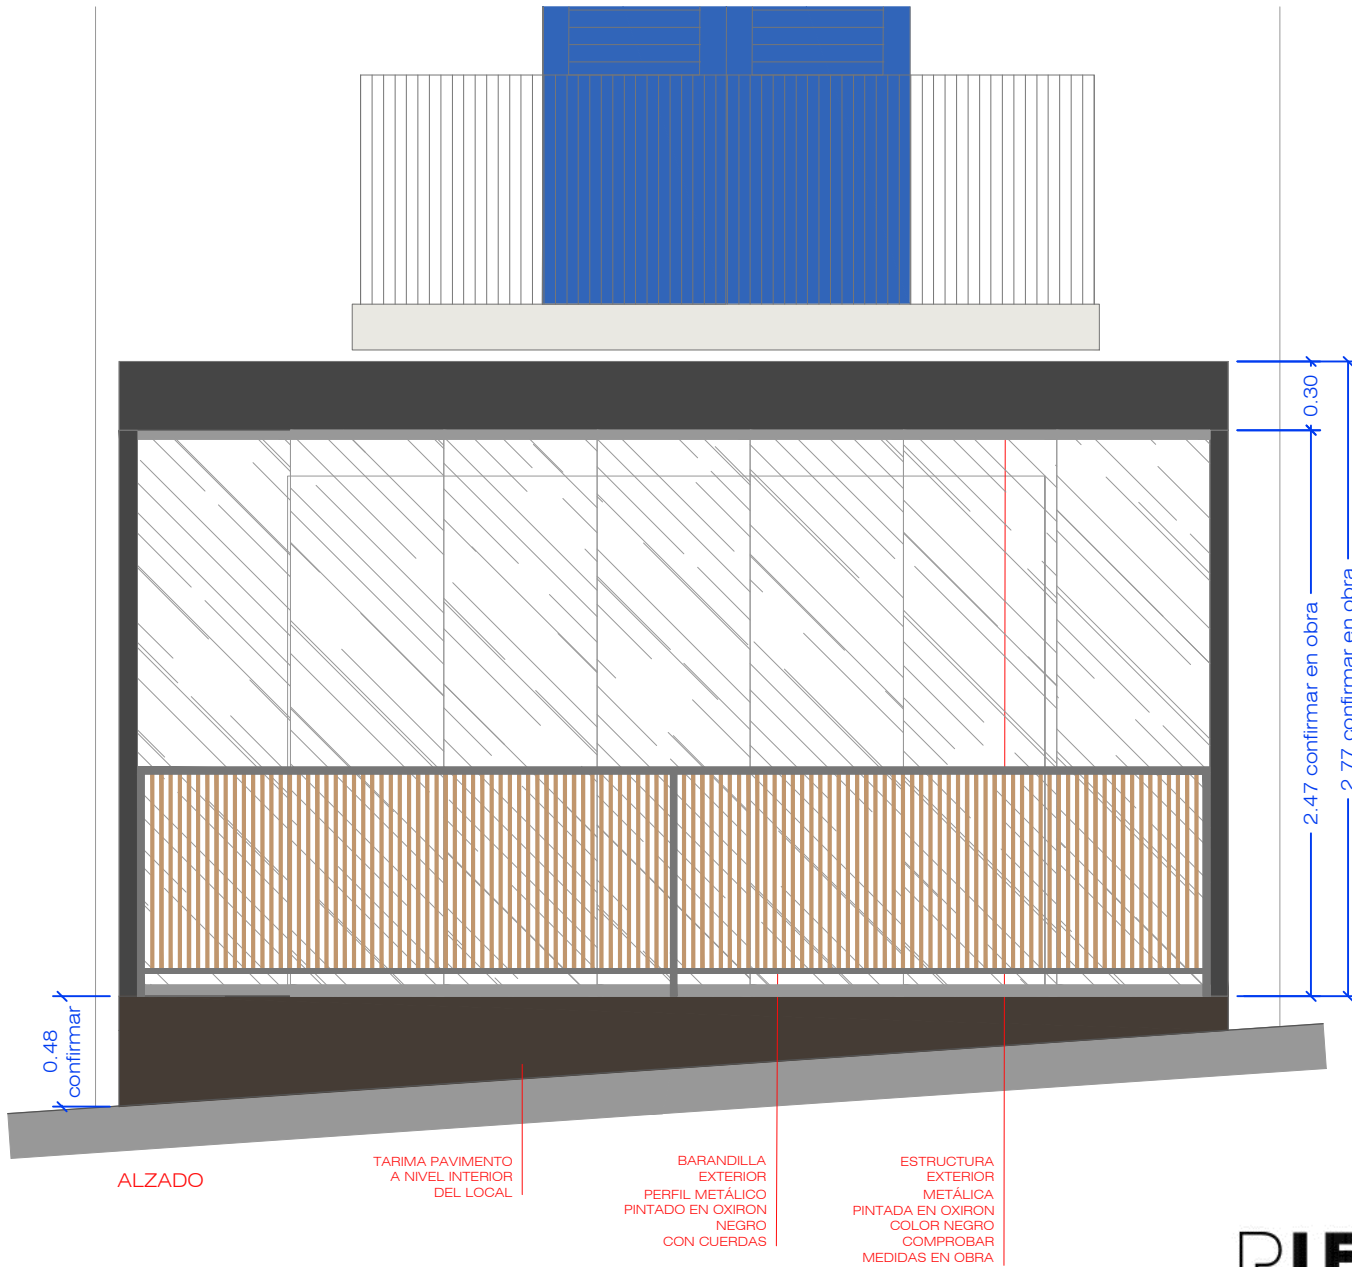 0.30
2.47 confirmar en obra
2.77 confirmar en obra
0.48
confirmar
ALZADO
TARIMA PAVIMENTO
A NIVEL INTERIOR
DEL LOCAL
BARANDILLA
EXTERIOR
PERFIL METÁLICO
PINTADO EN OXIRON
NEGRO
CON CUERDAS
ESTRUCTURA
EXTERIOR
METÁLICA
PINTADA EN OXIRON
COLOR NEGRO
COMPROBAR
MEDIDAS EN OBRA